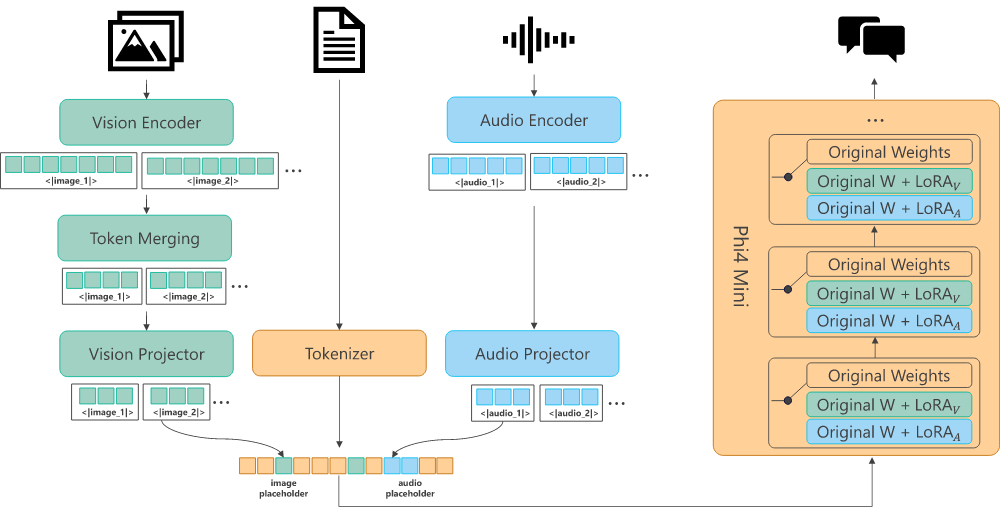 Vision Encoder
<|image_1|>
<|image_2|>
...
Token Merging
<|image_1|>
<|image_2|>
...
Vision Projector
<|image_1|>
<|image_2|>
...
Tokenizer
Audio Encoder
<|audio_1|>
<|audio_2|>
...
Audio Projector
<|audio_1|>
<|audio_2|>
...
image
placeholder
audio
placeholder
Phi4 Mini
...
Original Weights
Original W + LoRA_V
Original W + LoRA_A
Original Weights
Original W + LoRA_V
Original W + LoRA_A
Original Weights
Original W + LoRA_V
Original W + LoRA_A